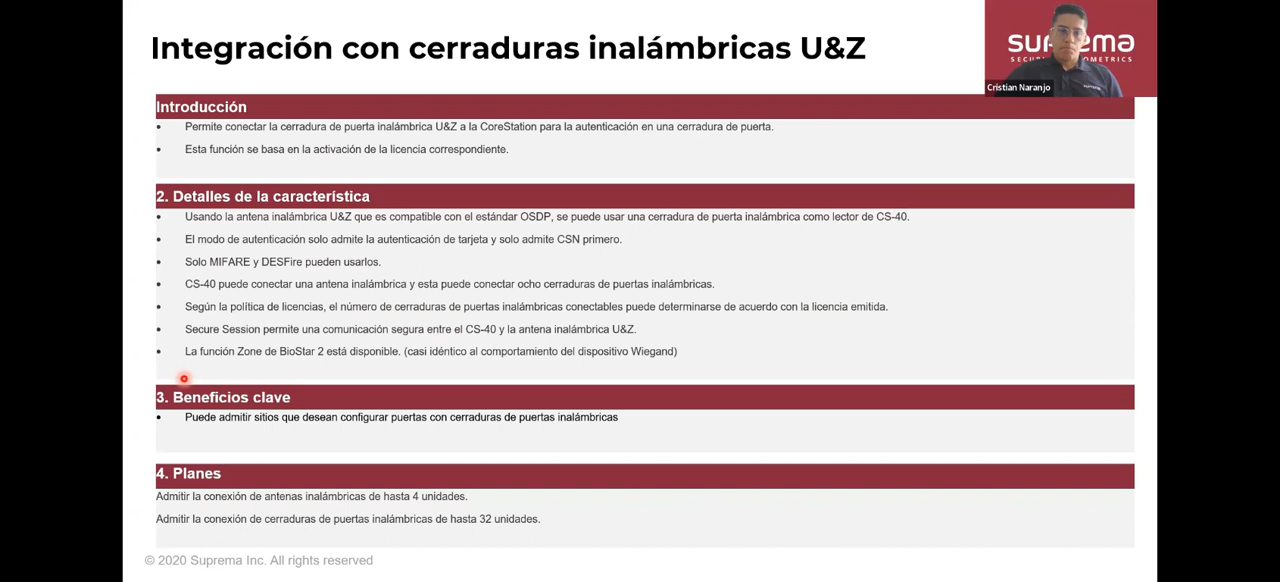 Integración con cerraduras inalámbricas U&Z
Cristian Naranjo
Introducción
• Permite conectar la cerradura de puerta inalámbrica U&Z a la CoreStation para la autenticación en una cerradura de puerta.
• Esta función se basa en la activación de la licencia correspondiente.
2. Detalles de la característica
• Usando la antena inalámbrica U&Z que es compatible con el estándar OSDP, se puede usar una cerradura de puerta inalámbrica como lector de CS-40.
• El modo de autenticación solo admite la autenticación de tarjeta y solo admite CSN primero.
• Solo MIFARE y DESFire pueden usarlos.
• CS-40 puede conectar una antena inalámbrica y esta puede conectar ocho cerraduras de puertas inalámbricas.
• Según la política de licencias, el número de cerraduras de puertas inalámbricas conectables puede determinarse de acuerdo con la licencia emitida.
• Secure Session permite una comunicación segura entre el CS-40 y la antena inalámbrica U&Z.
• La función Zone de BioStar 2 está disponible. (casi idéntico al comportamiento del dispositivo Wiegand)
3. Beneficios clave
• Puede admitir sitios que desean configurar puertas con cerraduras de puertas inalámbricas
4. Planes
Admitir la conexión de antenas inalámbricas de hasta 4 unidades.
Admitir la conexión de cerraduras de puertas inalámbricas de hasta 32 unidades.
© 2020 Suprema Inc. All rights reserved